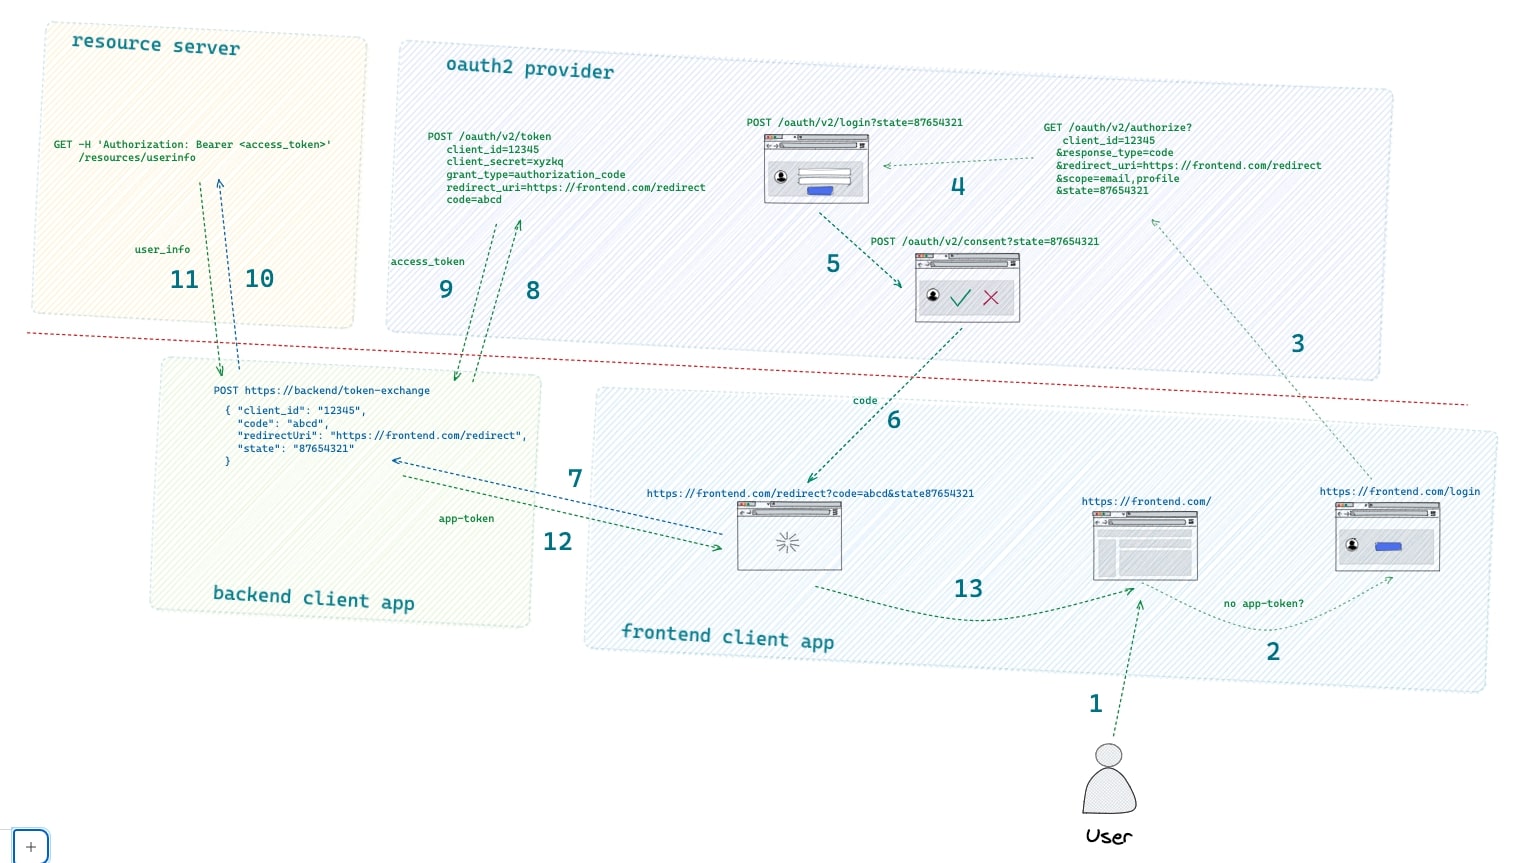 resource server
GET -H 'Authorization: Bearer <access_token>'
/resources/userinfo
user_info
11
10
oauth2 provider
POST /oauth/v2/token
client_id=12345
client_secret=xyzkq
grant_type=authorization_code
redirect_uri=https://frontend.com/redirect
code=abcd
access_token
9
8
POST /oauth/v2/login?state=87654321
GET /oauth/v2/authorize?
client_id=12345
&response_type=code
&redirect_uri=https://frontend.com/redirect
&scope=email,profile
&state=87654321
4
5
POST /oauth/v2/consent?state=87654321
3
code
6
POST https://backend/token-exchange
{ "client_id": "12345",
"code": "abcd",
"redirectUri": "https://frontend.com/redirect",
"state": "87654321"
}
7
app-token
12
backend client app
https://frontend.com/redirect?code=abcd&state87654321
https://frontend.com/
https://frontend.com/login
13
no app-token?
2
frontend client app
1
User
+